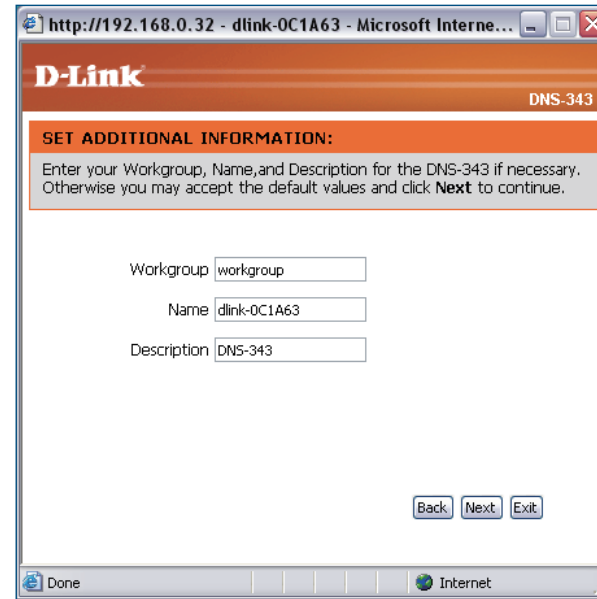 http://192.168.0.32 - dlink-0C1A63 - Microsoft Interne...
D-Link
DNS-343
SET ADDITIONAL INFORMATION:
Enter your Workgroup, Name,and Description for the DNS-343 if necessary.
Otherwise you may accept the default values and click Next to continue.
Workgroup workgroup
Name dlink-0C1A63
Description DNS-343
Back Next Exit
Done Internet